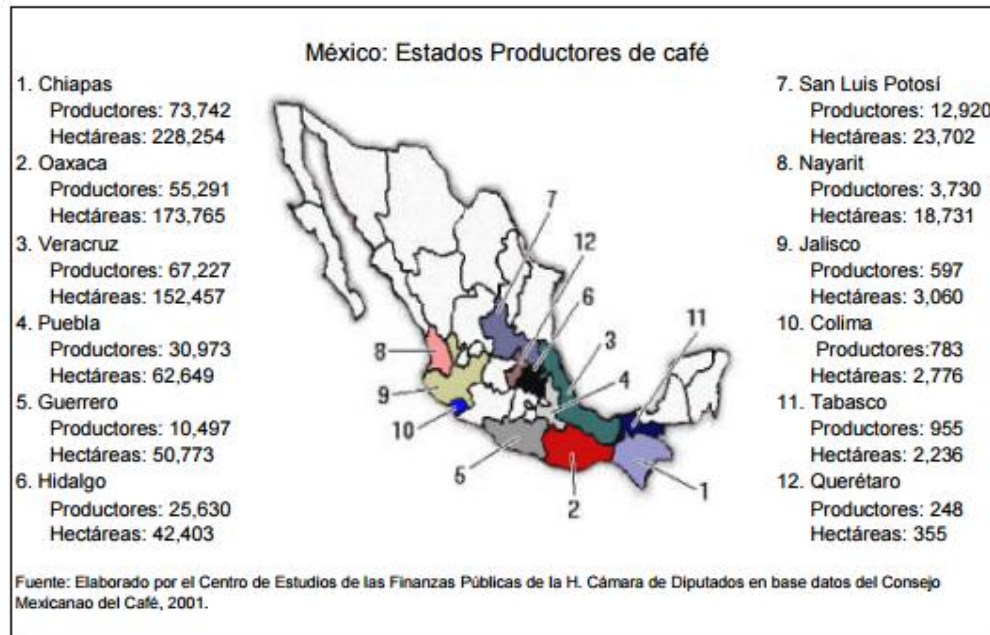 México: Estados Productores de café
1. Chiapas
Productores: 73,742
Hectáreas: 228,254
2. Oaxaca
Productores: 55,291
Hectáreas: 173,765
3. Veracruz
Productores: 67,227
Hectáreas: 152,457
4. Puebla
Productores: 30,973
Hectáreas: 62,649
5. Guerrero
Productores: 10,497
Hectáreas: 50,773
6. Hidalgo
Productores: 25,630
Hectáreas: 42,403
7
12
6
11
3
4
8
9
10
5
2
1
7. San Luis Potosí
Productores: 12,920
Hectáreas: 23,702
8. Nayarit
Productores: 3,730
Hectáreas: 18,731
9. Jalisco
Productores: 597
Hectáreas: 3,060
10. Colima
Productores:783
Hectáreas: 2,776
11. Tabasco
Productores: 955
Hectáreas: 2,236
12. Querétaro
Productores: 248
Hectáreas: 355
Fuente: Elaborado por el Centro de Estudios de las Finanzas Públicas de la H. Cámara de Diputados en base datos del Consejo
Mexicanao del Café, 2001.